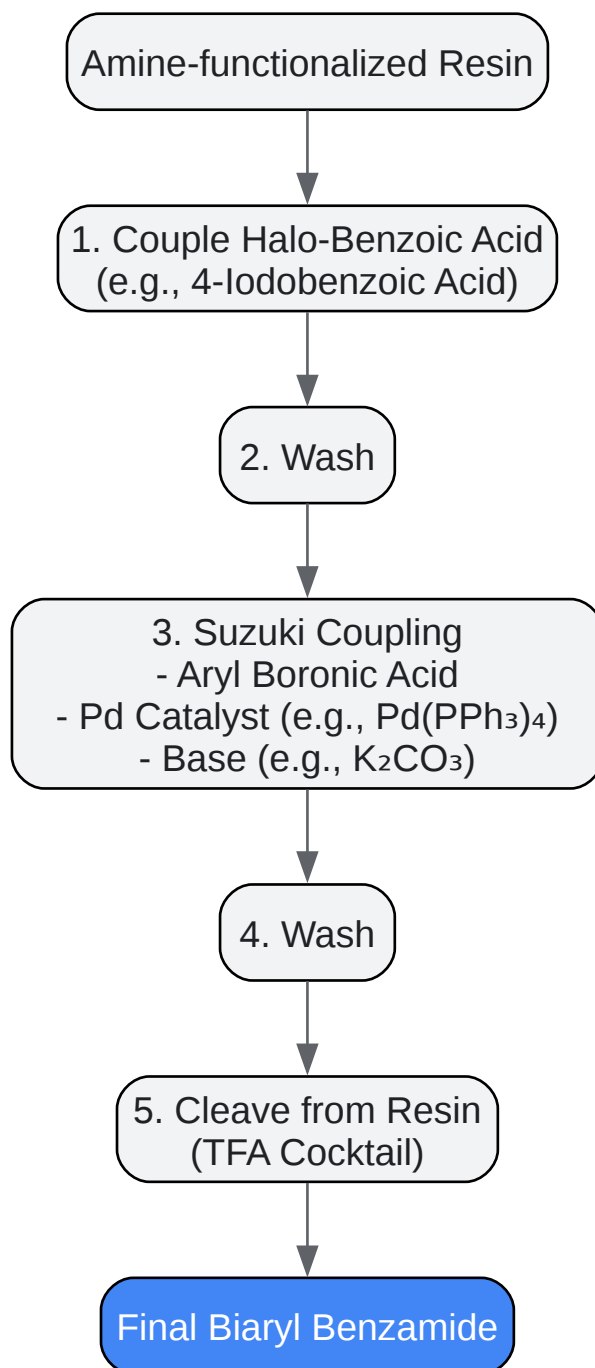 Amine-functionalized Resin
1. Couple Halo-Benzoic Acid
(e.g., 4-Iodobenzoic Acid)
2. Wash
3. Suzuki Coupling
- Aryl Boronic Acid
- Pd Catalyst (e.g., Pd(PPh₃)₄)
- Base (e.g., K₂CO₃)
4. Wash
5. Cleave from Resin
(TFA Cocktail)
Final Biaryl Benzamide